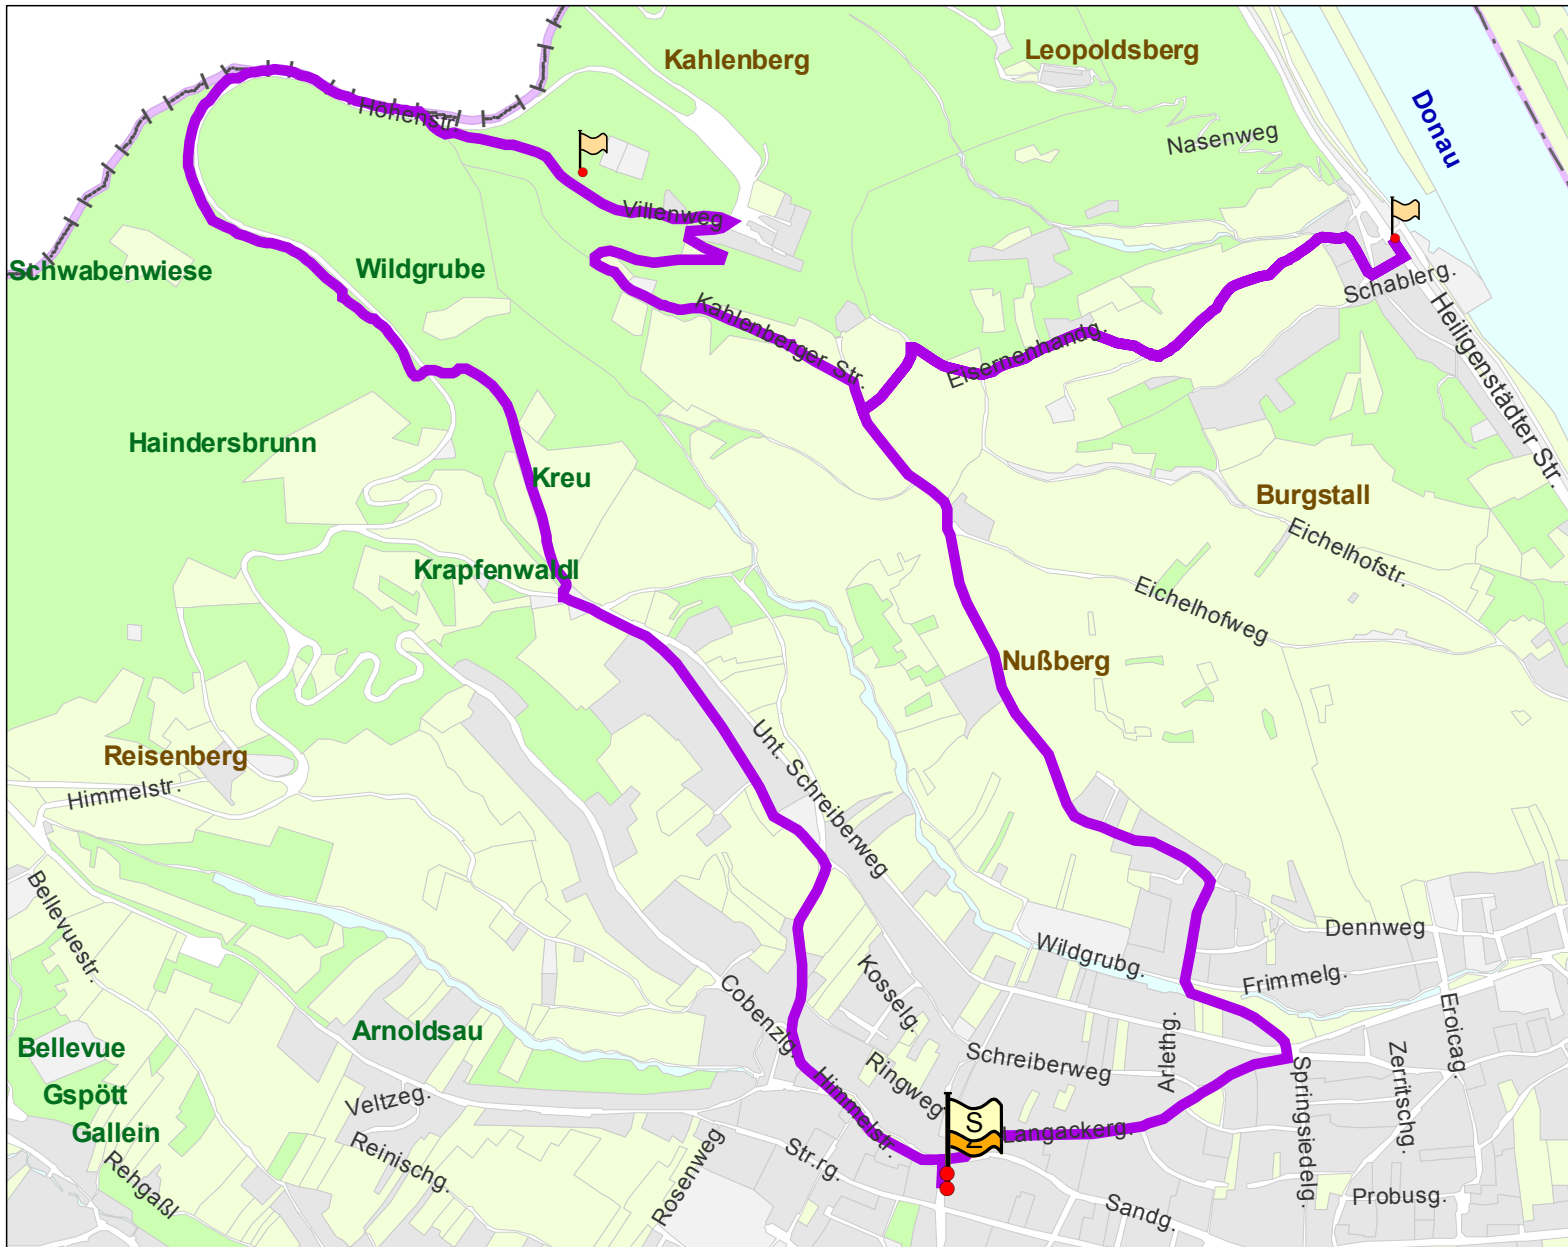 Kahlenberg
Leopoldsberg
Donau
Höhenstr.
Nasenweg
Villenweg
Schwabenwiese
Wildgrube
Schablerg.
Kahlenberger Str.
Eisernenhandg.
Heiligenstädter Str.
Haindersbrunn
Kreu
Burgstall
Eichelhofstr.
Krapfenwaldl
Eichelhofweg
Nußberg
Reisenberg
Himmelstr.
Unt. Schreiberweg
Bellevuestr.
Dennweg
Wildgrubg.
Frimmelg.
Kosselg.
Cobenzlg.
Eroicag.
Arnoldsau
Bellevue
Schreiberweg
Arlethg.
Zerritschg.
Springsiedelg.
Ringweg
Gspött
Veltzeg.
Himmelstr.
S
Z
Langackerg.
Gallein
Reinischg.
Rehgaßl
Rosenweg
Str.rg.
Sandg.
Probusg.